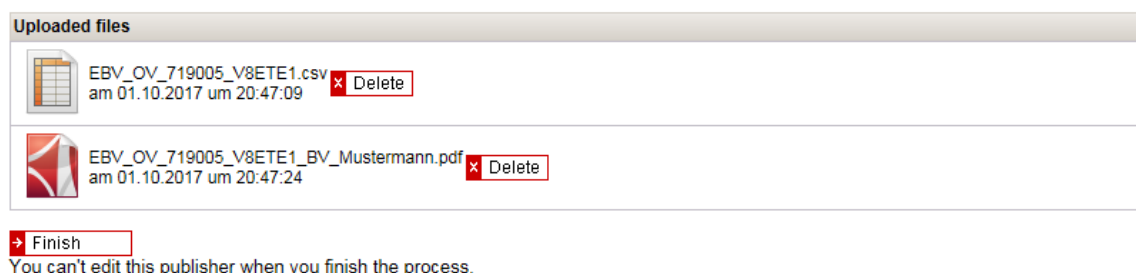 Uploaded files
EBV_OV_719005_V8ETE1.csv
am 01.10.2017 um 20:47:09
x Delete
EBV_OV_719005_V8ETE1_BV_Mustermann.pdf
am 01.10.2017 um 20:47:24
x Delete
Finish
You can't edit this publisher when you finish the process.